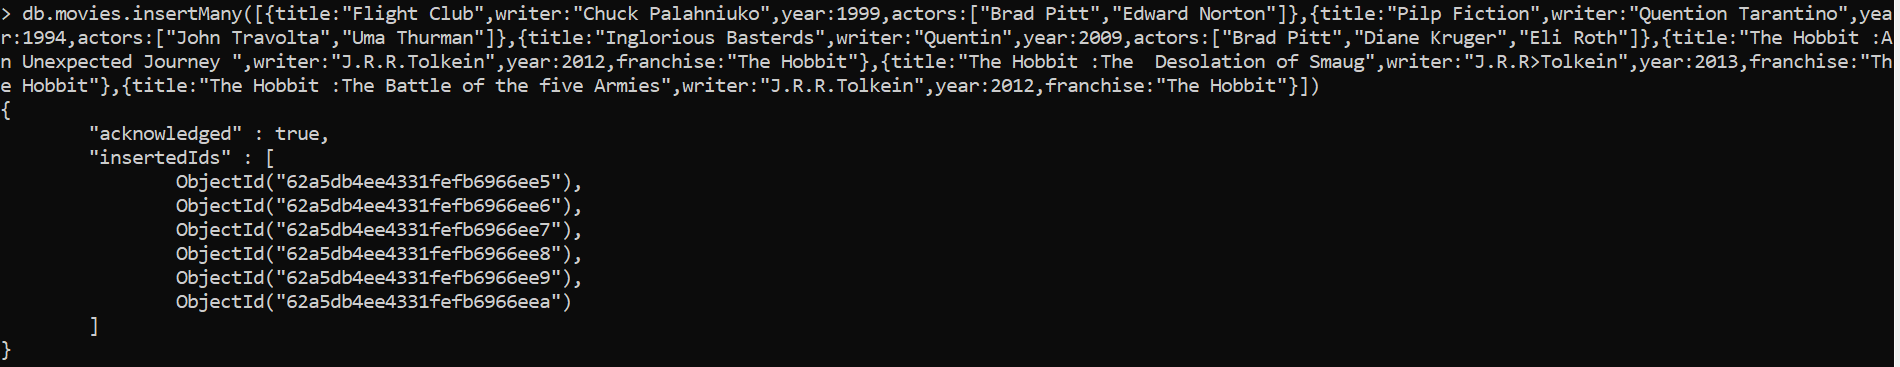 > db.movies.insertMany([{title:"Flight Club",writer:"Chuck Palahniuko",year:1999,actors:["Brad Pitt","Edward Norton"]},{title:"Pilp Fiction",writer:"Quention Tarantino",yea
r:1994,actors:["John Travolta","Uma Thurman"]},{title:"Inglorious Basterds",writer:"Quentin",year:2009,actors:["Brad Pitt","Diane Kruger","Eli Roth"]},{title:"The Hobbit :A
n Unexpected Journey ",writer:"J.R.R.Tolkein",year:2012,franchise:"The Hobbit"},{title:"The Hobbit :The  Desolation of Smaug",writer:"J.R.R>Tolkein",year:2013,franchise:"Th
e Hobbit"},{title:"The Hobbit :The Battle of the five Armies",writer:"J.R.R.Tolkein",year:2012,franchise:"The Hobbit"}])
{
        "acknowledged" : true,
        "insertedIds" : [
                ObjectId("62a5db4ee4331fefb6966ee5"),
                ObjectId("62a5db4ee4331fefb6966ee6"),
                ObjectId("62a5db4ee4331fefb6966ee7"),
                ObjectId("62a5db4ee4331fefb6966ee8"),
                ObjectId("62a5db4ee4331fefb6966ee9"),
                ObjectId("62a5db4ee4331fefb6966eea")
        ]
}